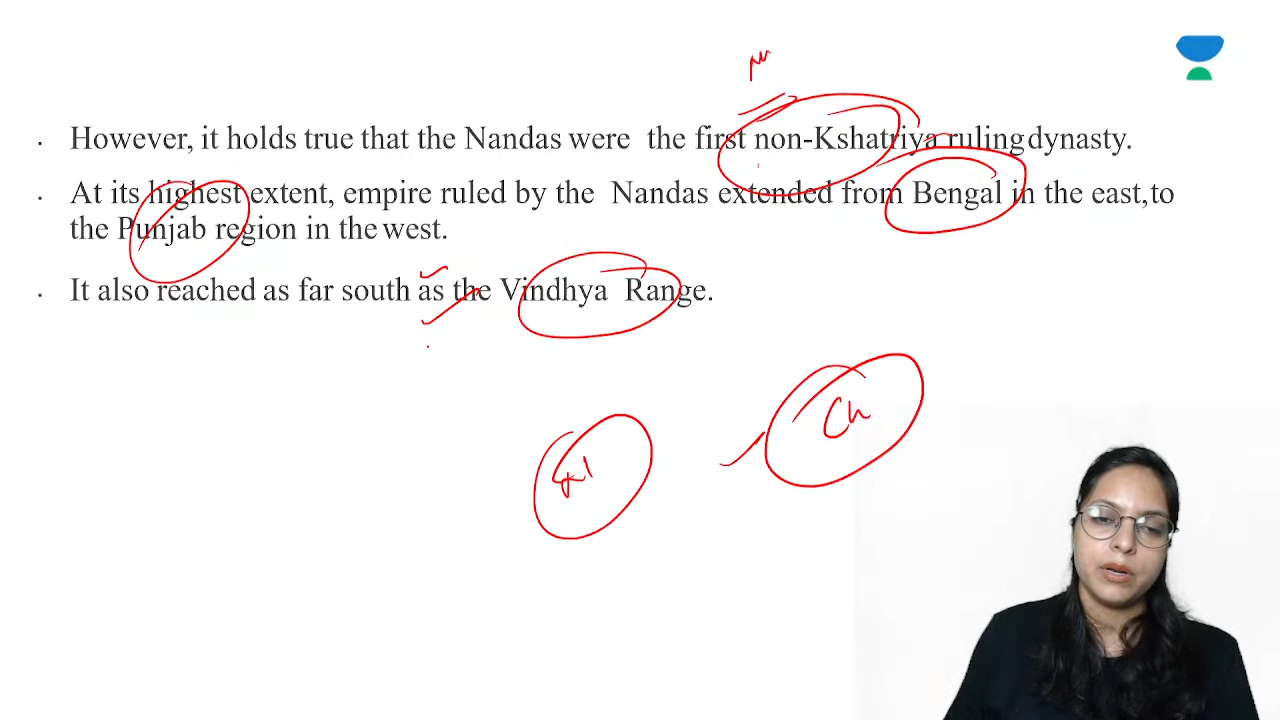 However, it holds true that the Nandas were the first non-Kshatriya ruling dynasty.
At its highest extent, empire ruled by the Nandas extended from Bengal in the east, to
the Punjab region in the west.
It also reached as far south as the Vindhya Range.
Ch